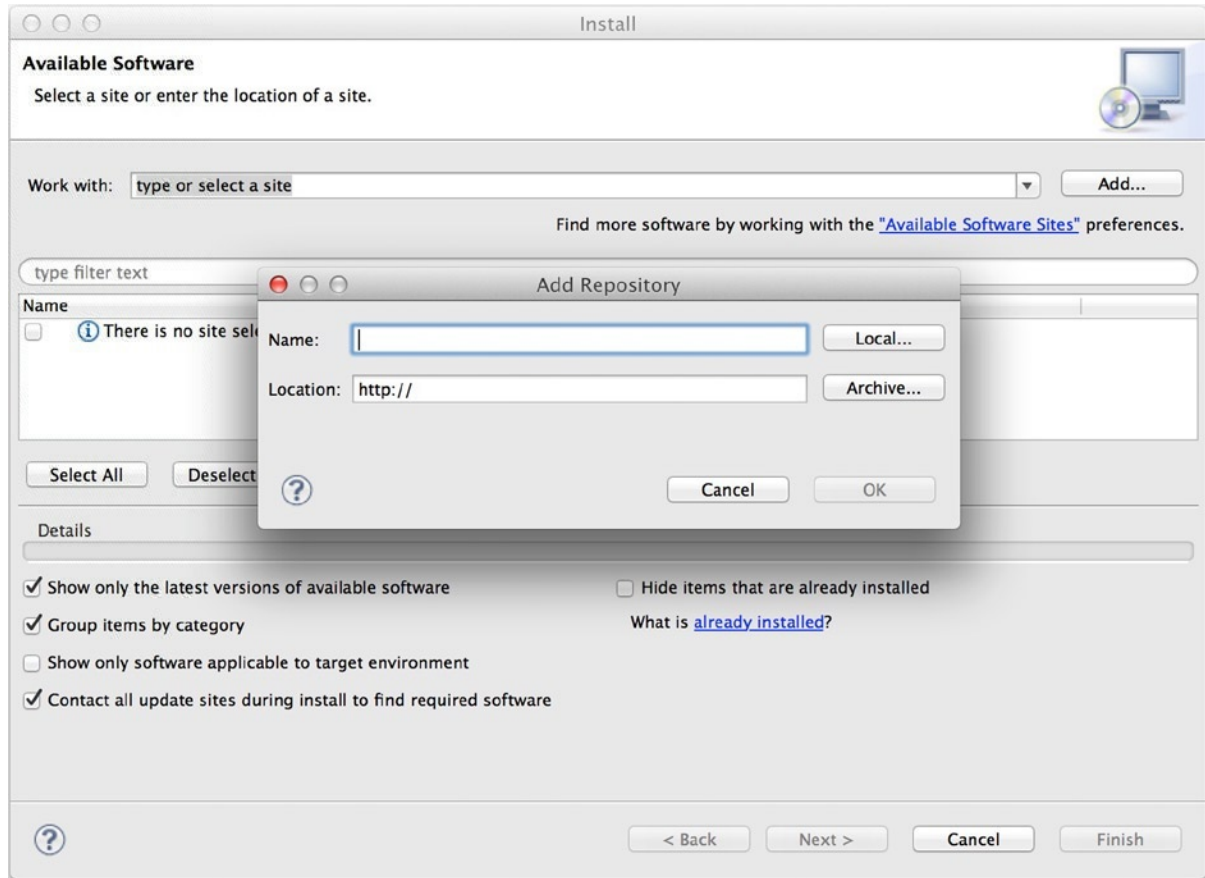 Install
Available Software
Select a site or enter the location of a site.
Work with: type or select a site Add...
Find more software by working with the "Available Software Sites" preferences.
type filter text
Add Repository
Name
There is no site sele
Name: Local...
Location: http:// Archive...
Select All Deselect
Cancel OK
Details
Show only the latest versions of available software Hide items that are already installed
Group items by category What is already installed?
Show only software applicable to target environment
Contact all update sites during install to find required software
< Back Next > Cancel Finish